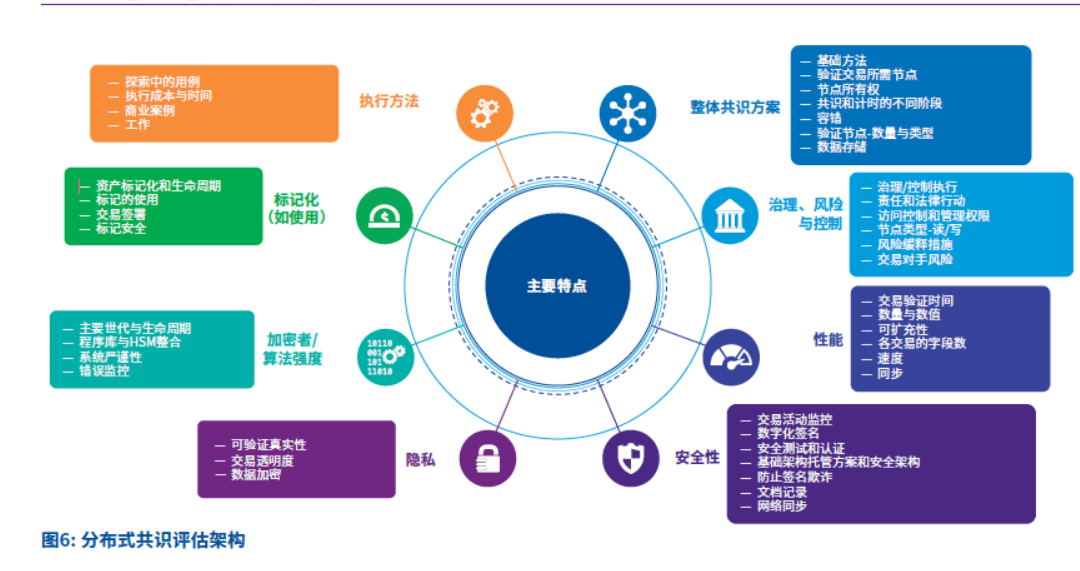 执行方法
— 探索中的用例
— 执行成本与时间
— 商业案例
— 工作
整体共识方案
— 基础方法
— 验证交易所需节点
— 节点所有权
— 共识和计时的不同阶段
— 容错
— 验证节点-数量与类型
— 数据存储
标记化
（如使用）
— 资产标记化和生命周期
— 标记的使用
— 交易签署
— 标记安全
治理、风险
与控制
— 治理/控制执行
— 责任和法律行动
— 访问控制和管理权限
— 节点类型-读/写
— 风险缓释措施
— 交易对手风险
主要特点
加密者/
算法强度
— 主要世代与生命周期
— 程序库与HSM整合
— 系统严谨性
— 错误监控
10110
001
101
11010
性能
— 交易验证时间
— 数量与数值
— 可扩充性
— 各交易的字段数
— 速度
— 同步
隐私
— 可验证真实性
— 交易透明度
— 数据加密
安全性
— 交易活动监控
— 数字化签名
— 安全测试和认证
— 基础架构托管方案和安全架构
— 防止签名欺诈
— 文档记录
— 网络同步
图6: 分布式共识评估架构